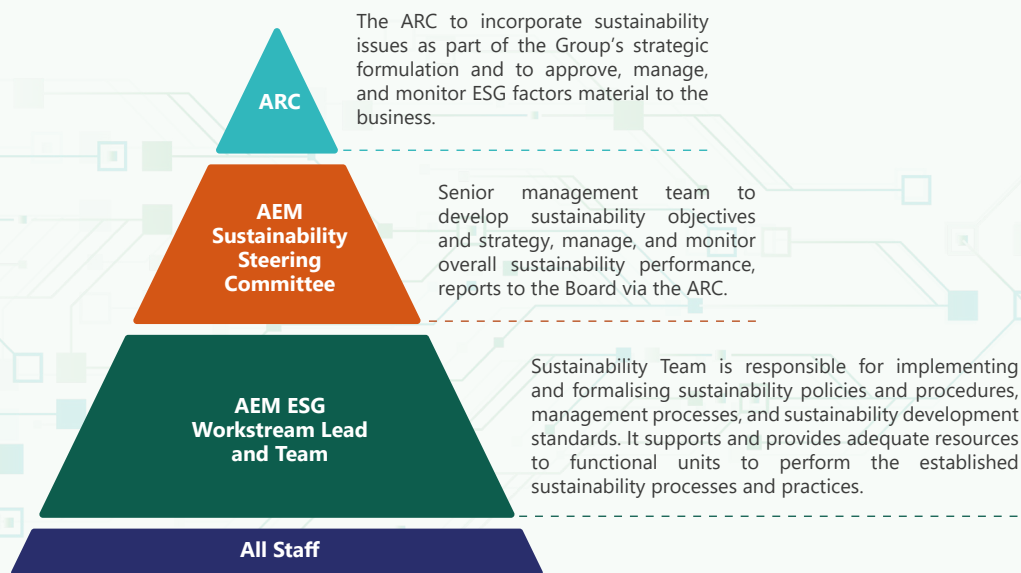 The ARC to incorporate sustainability
issues as part of the Group’s strategic
formulation and to approve, manage,
and monitor ESG factors material to the
business.
ARC
Senior management team to
develop sustainability objectives
and strategy, manage, and monitor
overall sustainability performance,
reports to the Board via the ARC.
AEM
Sustainability
Steering
Committee
Sustainability Team is responsible for implementing
and formalising sustainability policies and procedures,
management processes, and sustainability development
standards. It supports and provides adequate resources
to functional units to perform the established
sustainability processes and practices.
AEM ESG
Workstream Lead
and Team
All Staff